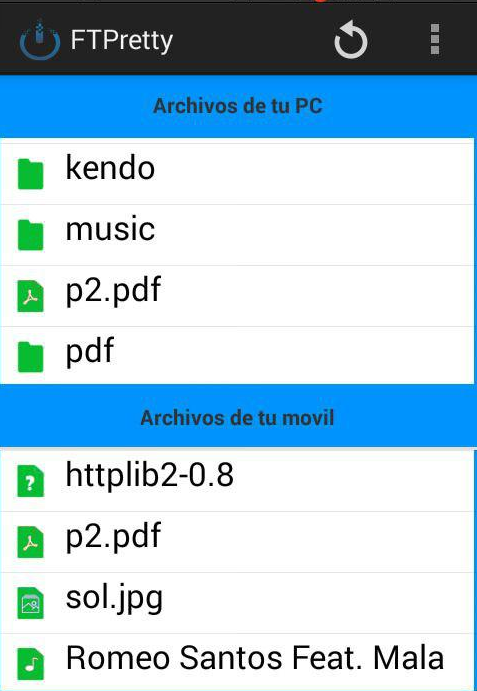 FTPretty
Archivos de tu PC
kendo
music
p2.pdf
pdf
Archivos de tu movil
httplib2-0.8
p2.pdf
sol.jpg
Romeo Santos Feat. Mala